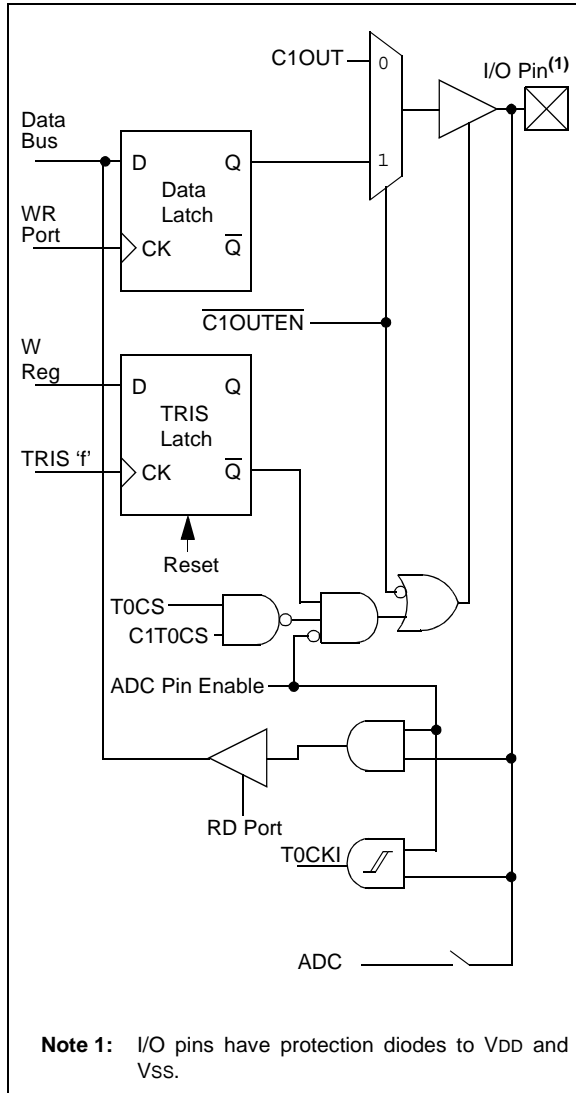 C1OUT
0
I/O Pin(1)
Data
Bus
D Q
1
Data
Latch
WR
Port
CK Q̅
C̅1̅O̅U̅T̅E̅N̅
W
Reg
D Q
TRIS
Latch
TRIS ‘f’
CK Q̅
Reset
T0CS
C1T0CS
ADC Pin Enable
RD Port
T0CKI
ADC
Note 1: I/O pins have protection diodes to VDD and
VSS.